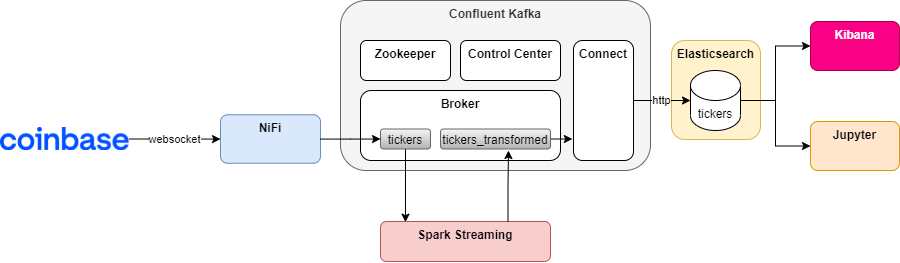 Confluent Kafka
Zookeeper
Control Center
Connect
Elasticsearch
Kibana
Broker
http
tickers
NiFi
coinbase
websocket
tickers
tickers_transformed
Jupyter
Spark Streaming